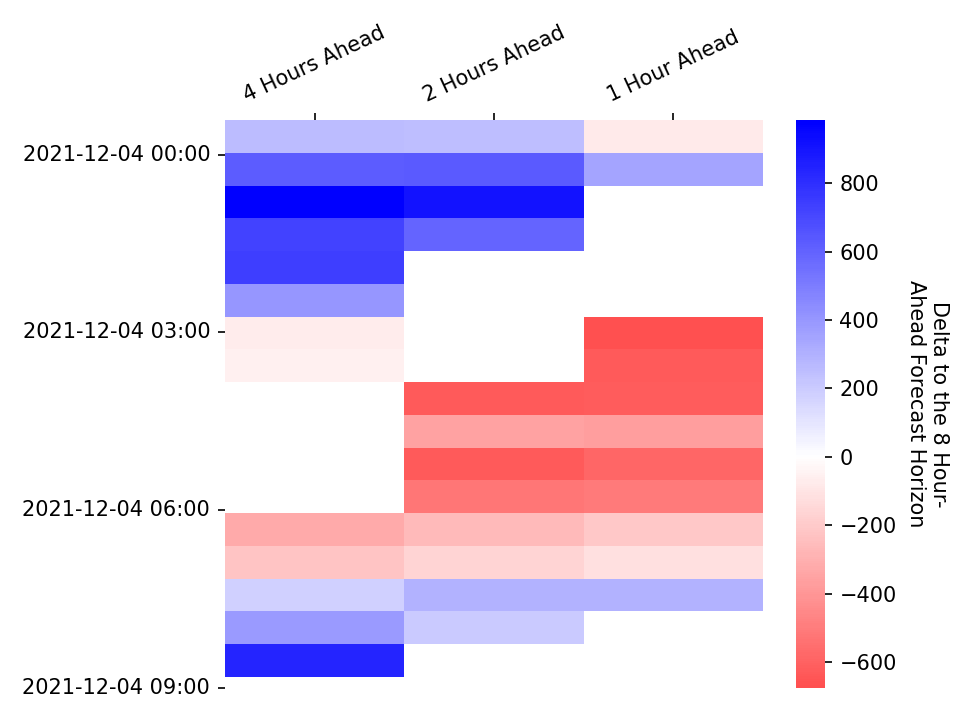 4 Hours Ahead
2 Hours Ahead
1 Hour Ahead
2021-12-04 00:00
2021-12-04 03:00
2021-12-04 06:00
2021-12-04 09:00
800
600
400
200
0
−200
−400
−600
Delta to the 8 Hour-
Ahead Forecast Horizon